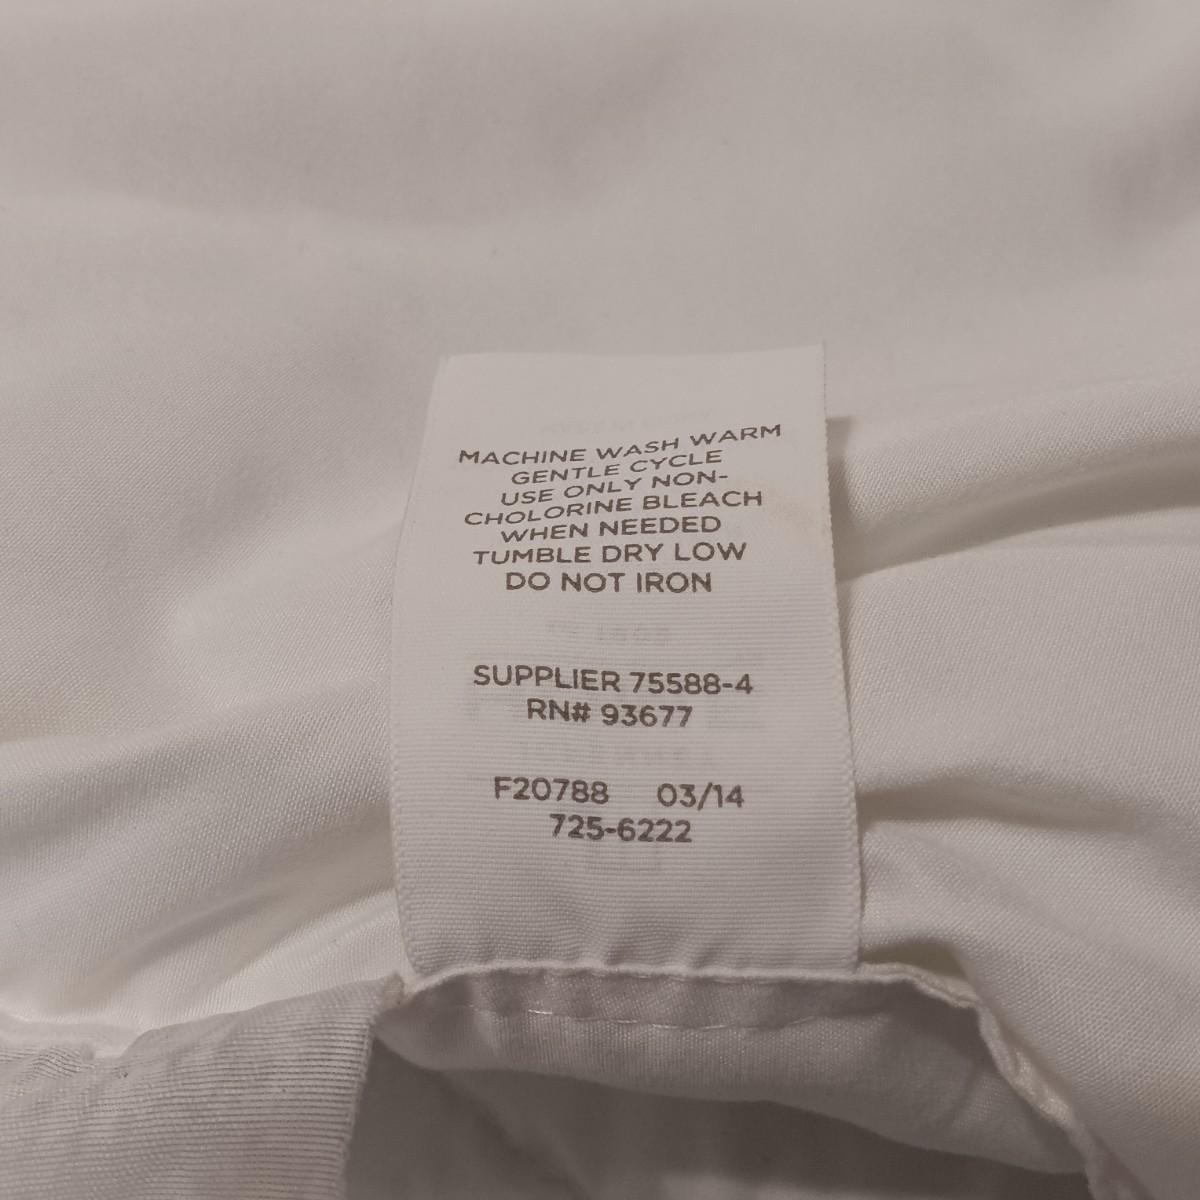 MACHINE WASH WARM
GENTLE CYCLE
USE ONLY NON-
CHOLORINE BLEACH
WHEN NEEDED
TUMBLE DRY LOW
DO NOT IRON
SUPPLIER 75588-4
RN# 93677
F20788 03/14
725-6222